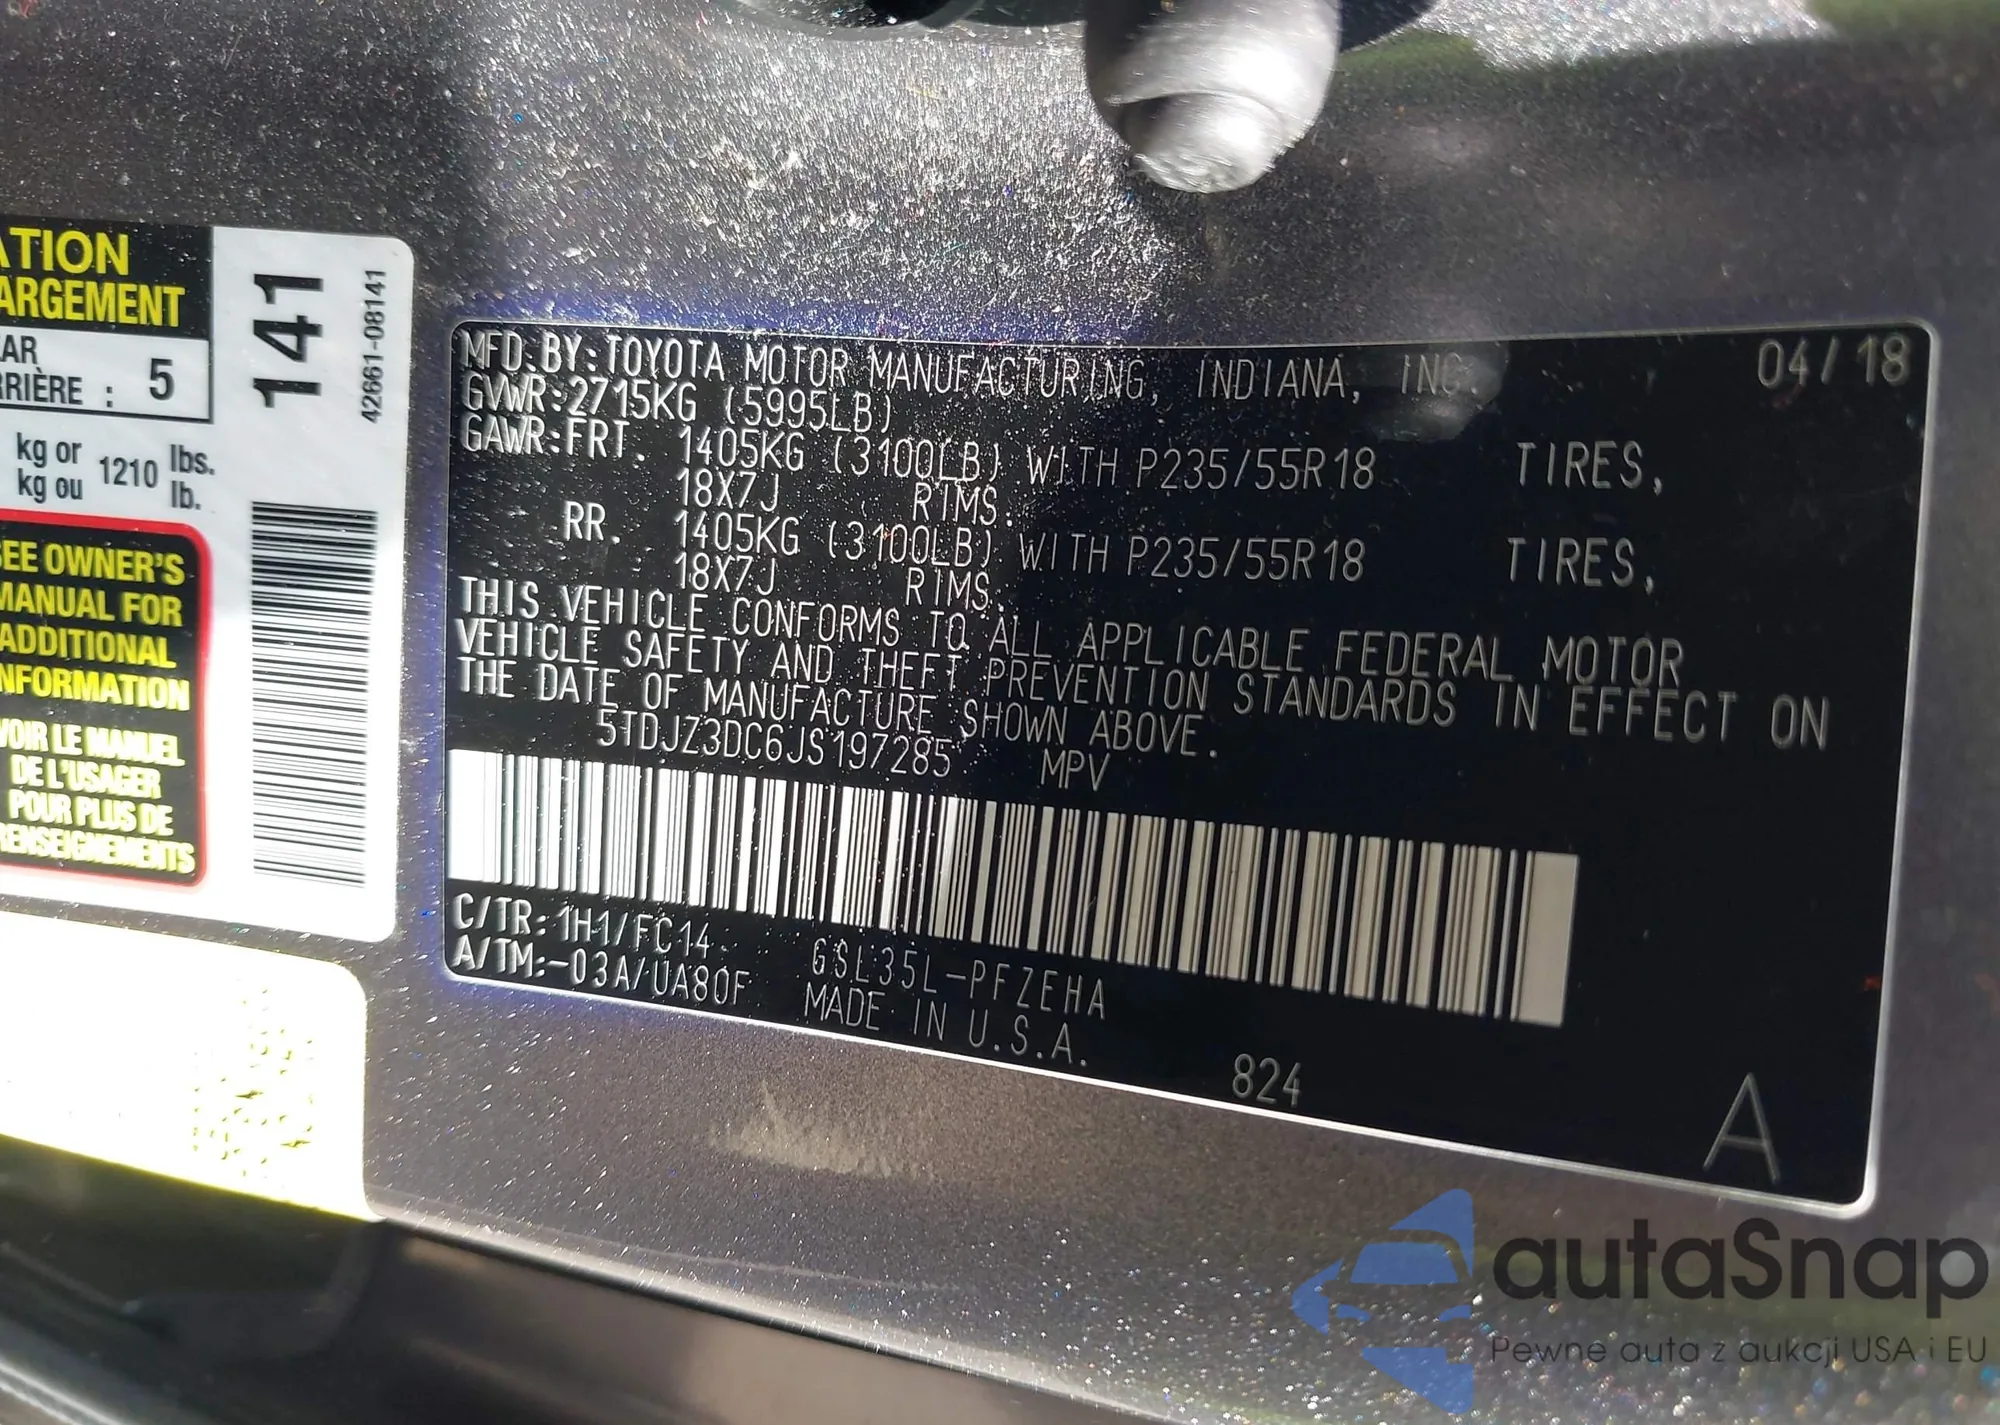 ATION
ARGEMENT
AR
RRIÈRE : 5
kg or 1210 lbs.
kg ou lb.
SEE OWNER'S
MANUAL FOR
ADDITIONAL
INFORMATION
VOIR LE MANUEL
DE L'USAGER
POUR PLUS DE
RENSEIGNEMENTS
141
42661-08141
MFD. BY: TOYOTA MOTOR MANUFACTURING, INDIANA, INC. 04/18
GVWR: 2715KG (5995LB)
GAWR: FRT. 1405KG (3100LB) WITH P235/55R18 TIRES,
18X7J RIMS.
RR. 1405KG (3100LB) WITH P235/55R18 TIRES,
18X7J RIMS.
THIS VEHICLE CONFORMS TO ALL APPLICABLE FEDERAL MOTOR
VEHICLE SAFETY AND THEFT PREVENTION STANDARDS IN EFFECT ON
THE DATE OF MANUFACTURE SHOWN ABOVE.
5TDJZ3DC6JS197285 MPV
C/TR: 1H1/FC14 GSL35L-PFZEHA
A/TM:-03A/UA80F MADE IN U.S.A.
824
A
autaSnap
Pewne auta z aukcji USA i EU